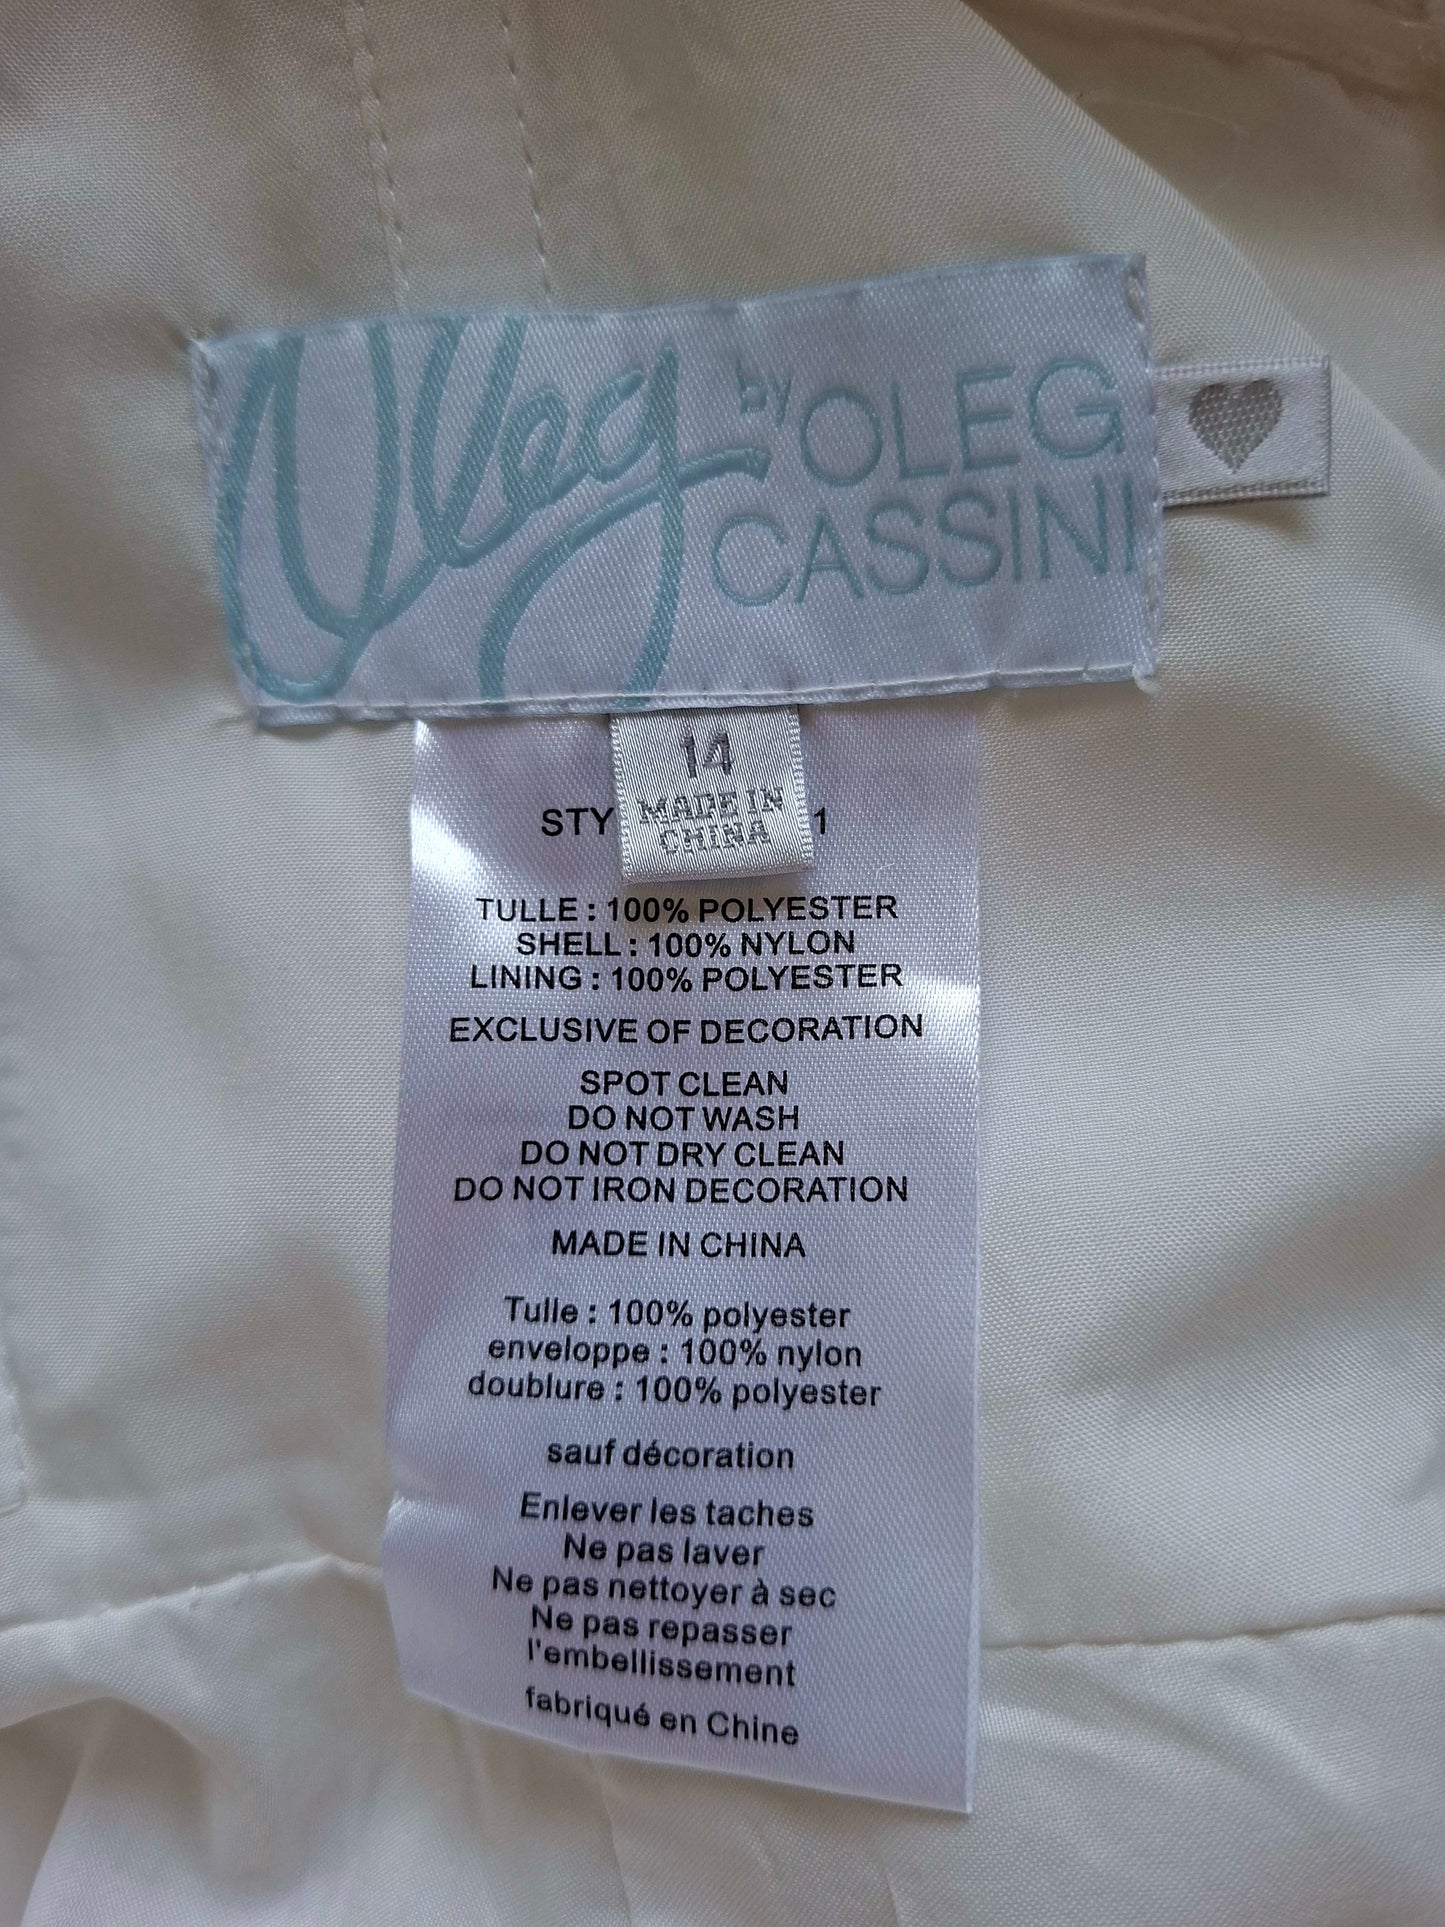 Oleg by OLEG
CASSINI
14
MADE IN
CHINA
STY 1
TULLE : 100% POLYESTER
SHELL : 100% NYLON
LINING : 100% POLYESTER
EXCLUSIVE OF DECORATION
SPOT CLEAN
DO NOT WASH
DO NOT DRY CLEAN
DO NOT IRON DECORATION
MADE IN CHINA
Tulle : 100% polyester
enveloppe : 100% nylon
doublure : 100% polyester
sauf décoration
Enlever les taches
Ne pas laver
Ne pas nettoyer à sec
Ne pas repasser
l'embellissement
fabriqué en Chine